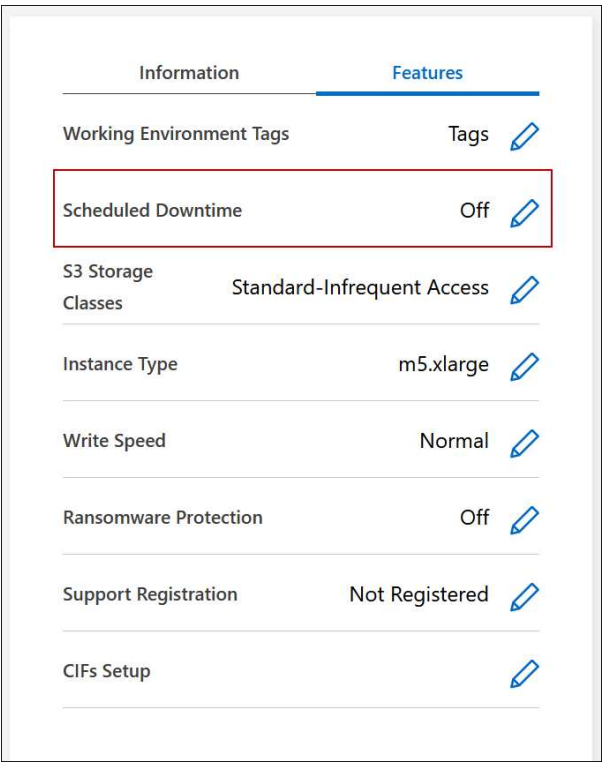 Information Features
Working Environment Tags Tags
Scheduled Downtime Off
S3 Storage
Classes Standard-Infrequent Access
Instance Type m5.xlarge
Write Speed Normal
Ransomware Protection Off
Support Registration Not Registered
CIFs Setup